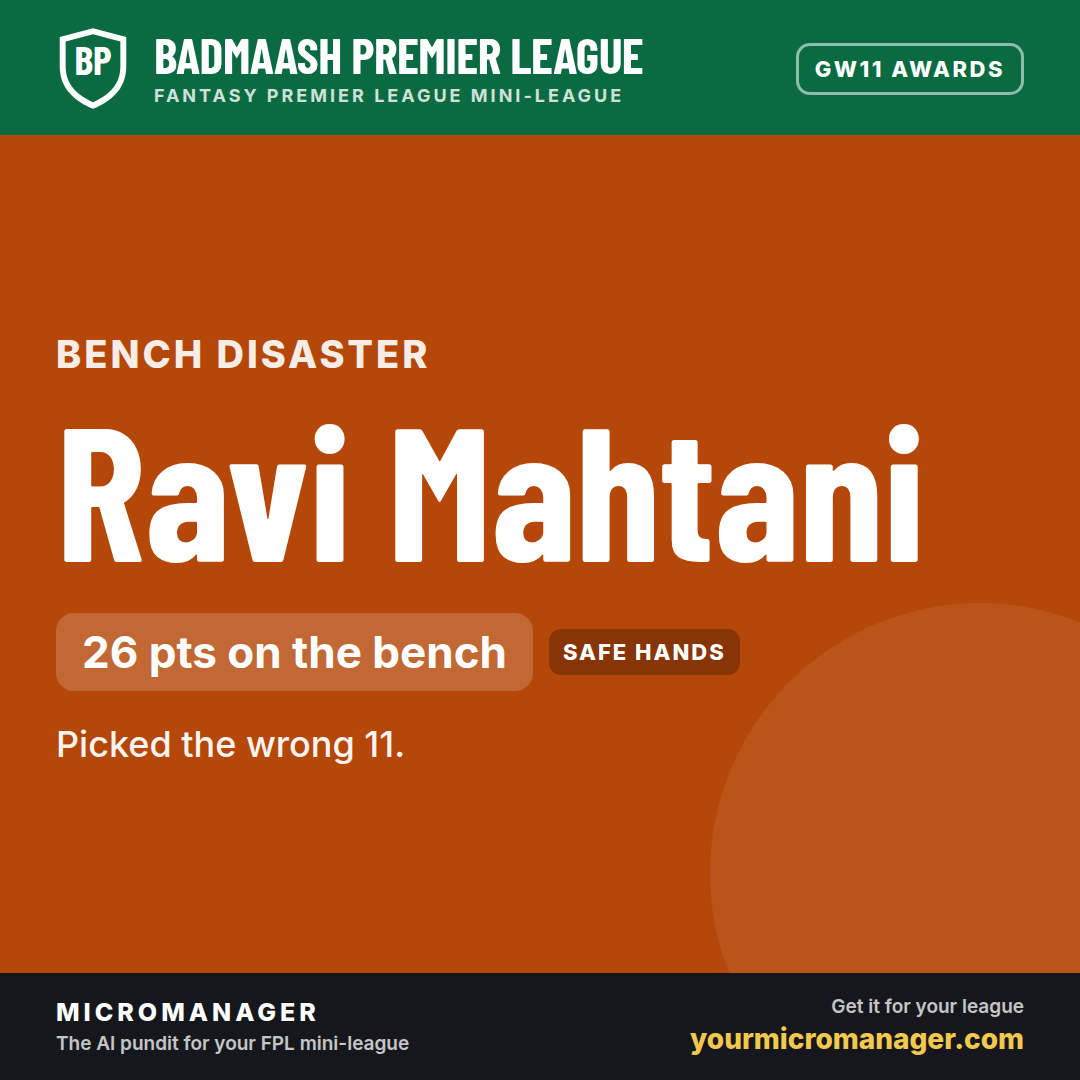 BP
BADMAASH PREMIER LEAGUE
FANTASY PREMIER LEAGUE MINI-LEAGUE
GW11 AWARDS
BENCH DISASTER
Ravi Mahtani
26 pts on the bench
SAFE HANDS
Picked the wrong 11.
MICROMANAGER
The AI pundit for your FPL mini-league
Get it for your league
yourmicromanager.com